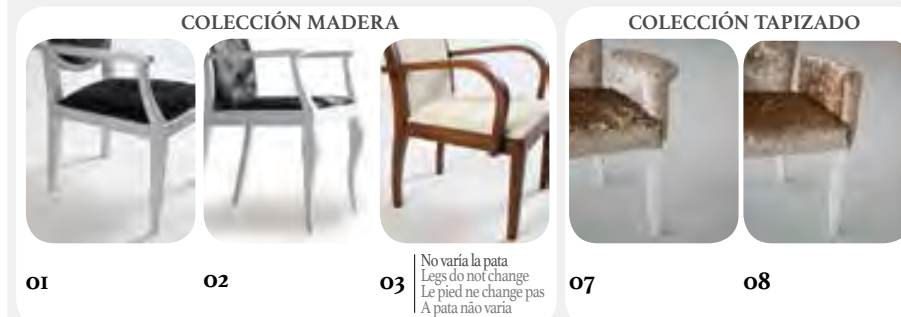 COLECCIÓN MADERA
COLECCIÓN TAPIZADO
01
02
03
No varía la pata
Legs do not change
Le pied ne change pas
A pata não varia
07
08